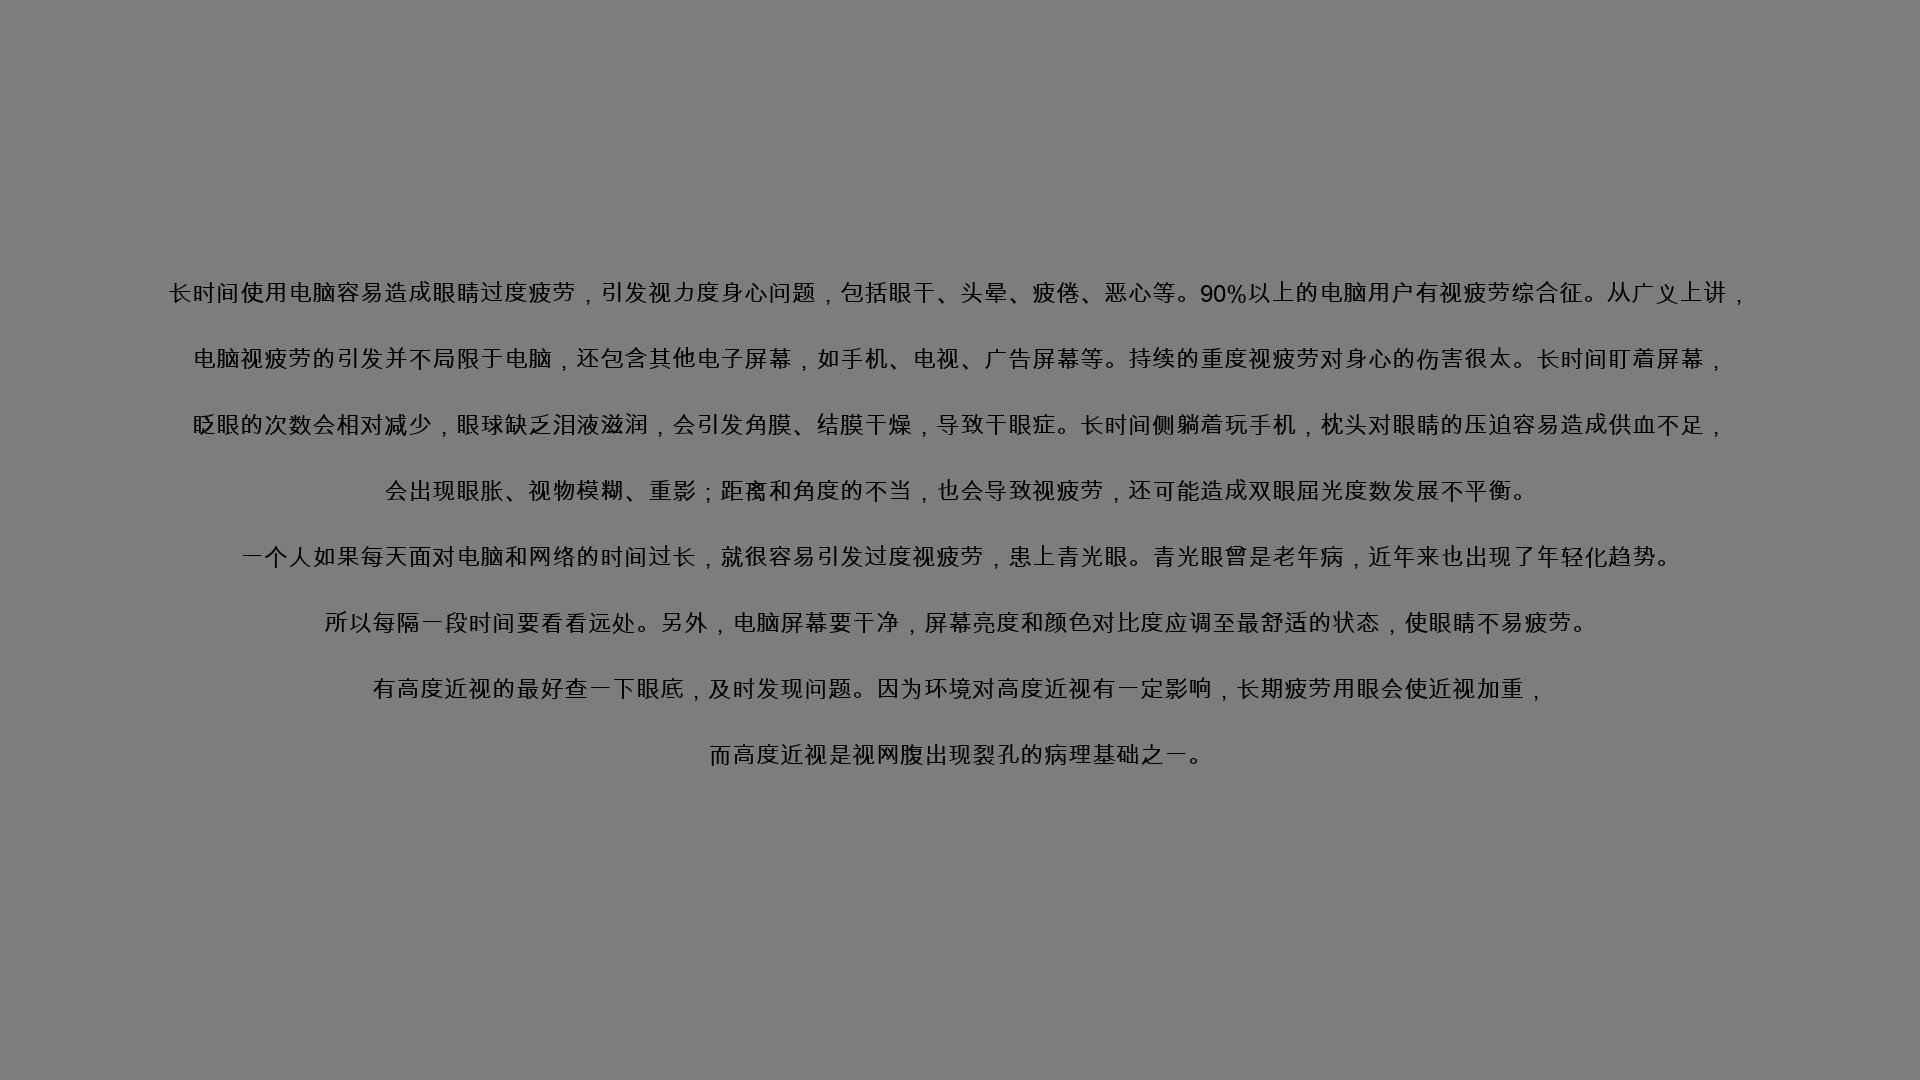 长时间使用电脑容易造成眼睛过度疲劳，引发视力度身心问题，包括眼干、头晕、疲倦、恶心等。90%以上的电脑用户有视疲劳综合征。从广义上讲，
电脑视疲劳的引发并不局限于电脑，还包含其他电子屏幕，如手机、电视、广告屏幕等。持续的重度视疲劳对身心的伤害很太。长时间盯着屏幕，
眨眼的次数会相对减少，眼球缺乏泪液滋润，会引发角膜、结膜干燥，导致干眼症。长时间侧躺着玩手机，枕头对眼睛的压迫容易造成供血不足，
会出现眼胀、视物模糊、重影；距离和角度的不当，也会导致视疲劳，还可能造成双眼屈光度数发展不平衡。
一个人如果每天面对电脑和网络的时间过长，就很容易引发过度视疲劳，患上青光眼。青光眼曾是老年病，近年来也出现了年轻化趋势。
所以每隔一段时间要看看远处。另外，电脑屏幕要干净，屏幕亮度和颜色对比度应调至最舒适的状态，使眼睛不易疲劳。
有高度近视的最好查一下眼底，及时发现问题。因为环境对高度近视有一定影响，长期疲劳用眼会使近视加重，
而高度近视是视网腹出现裂孔的病理基础之一。